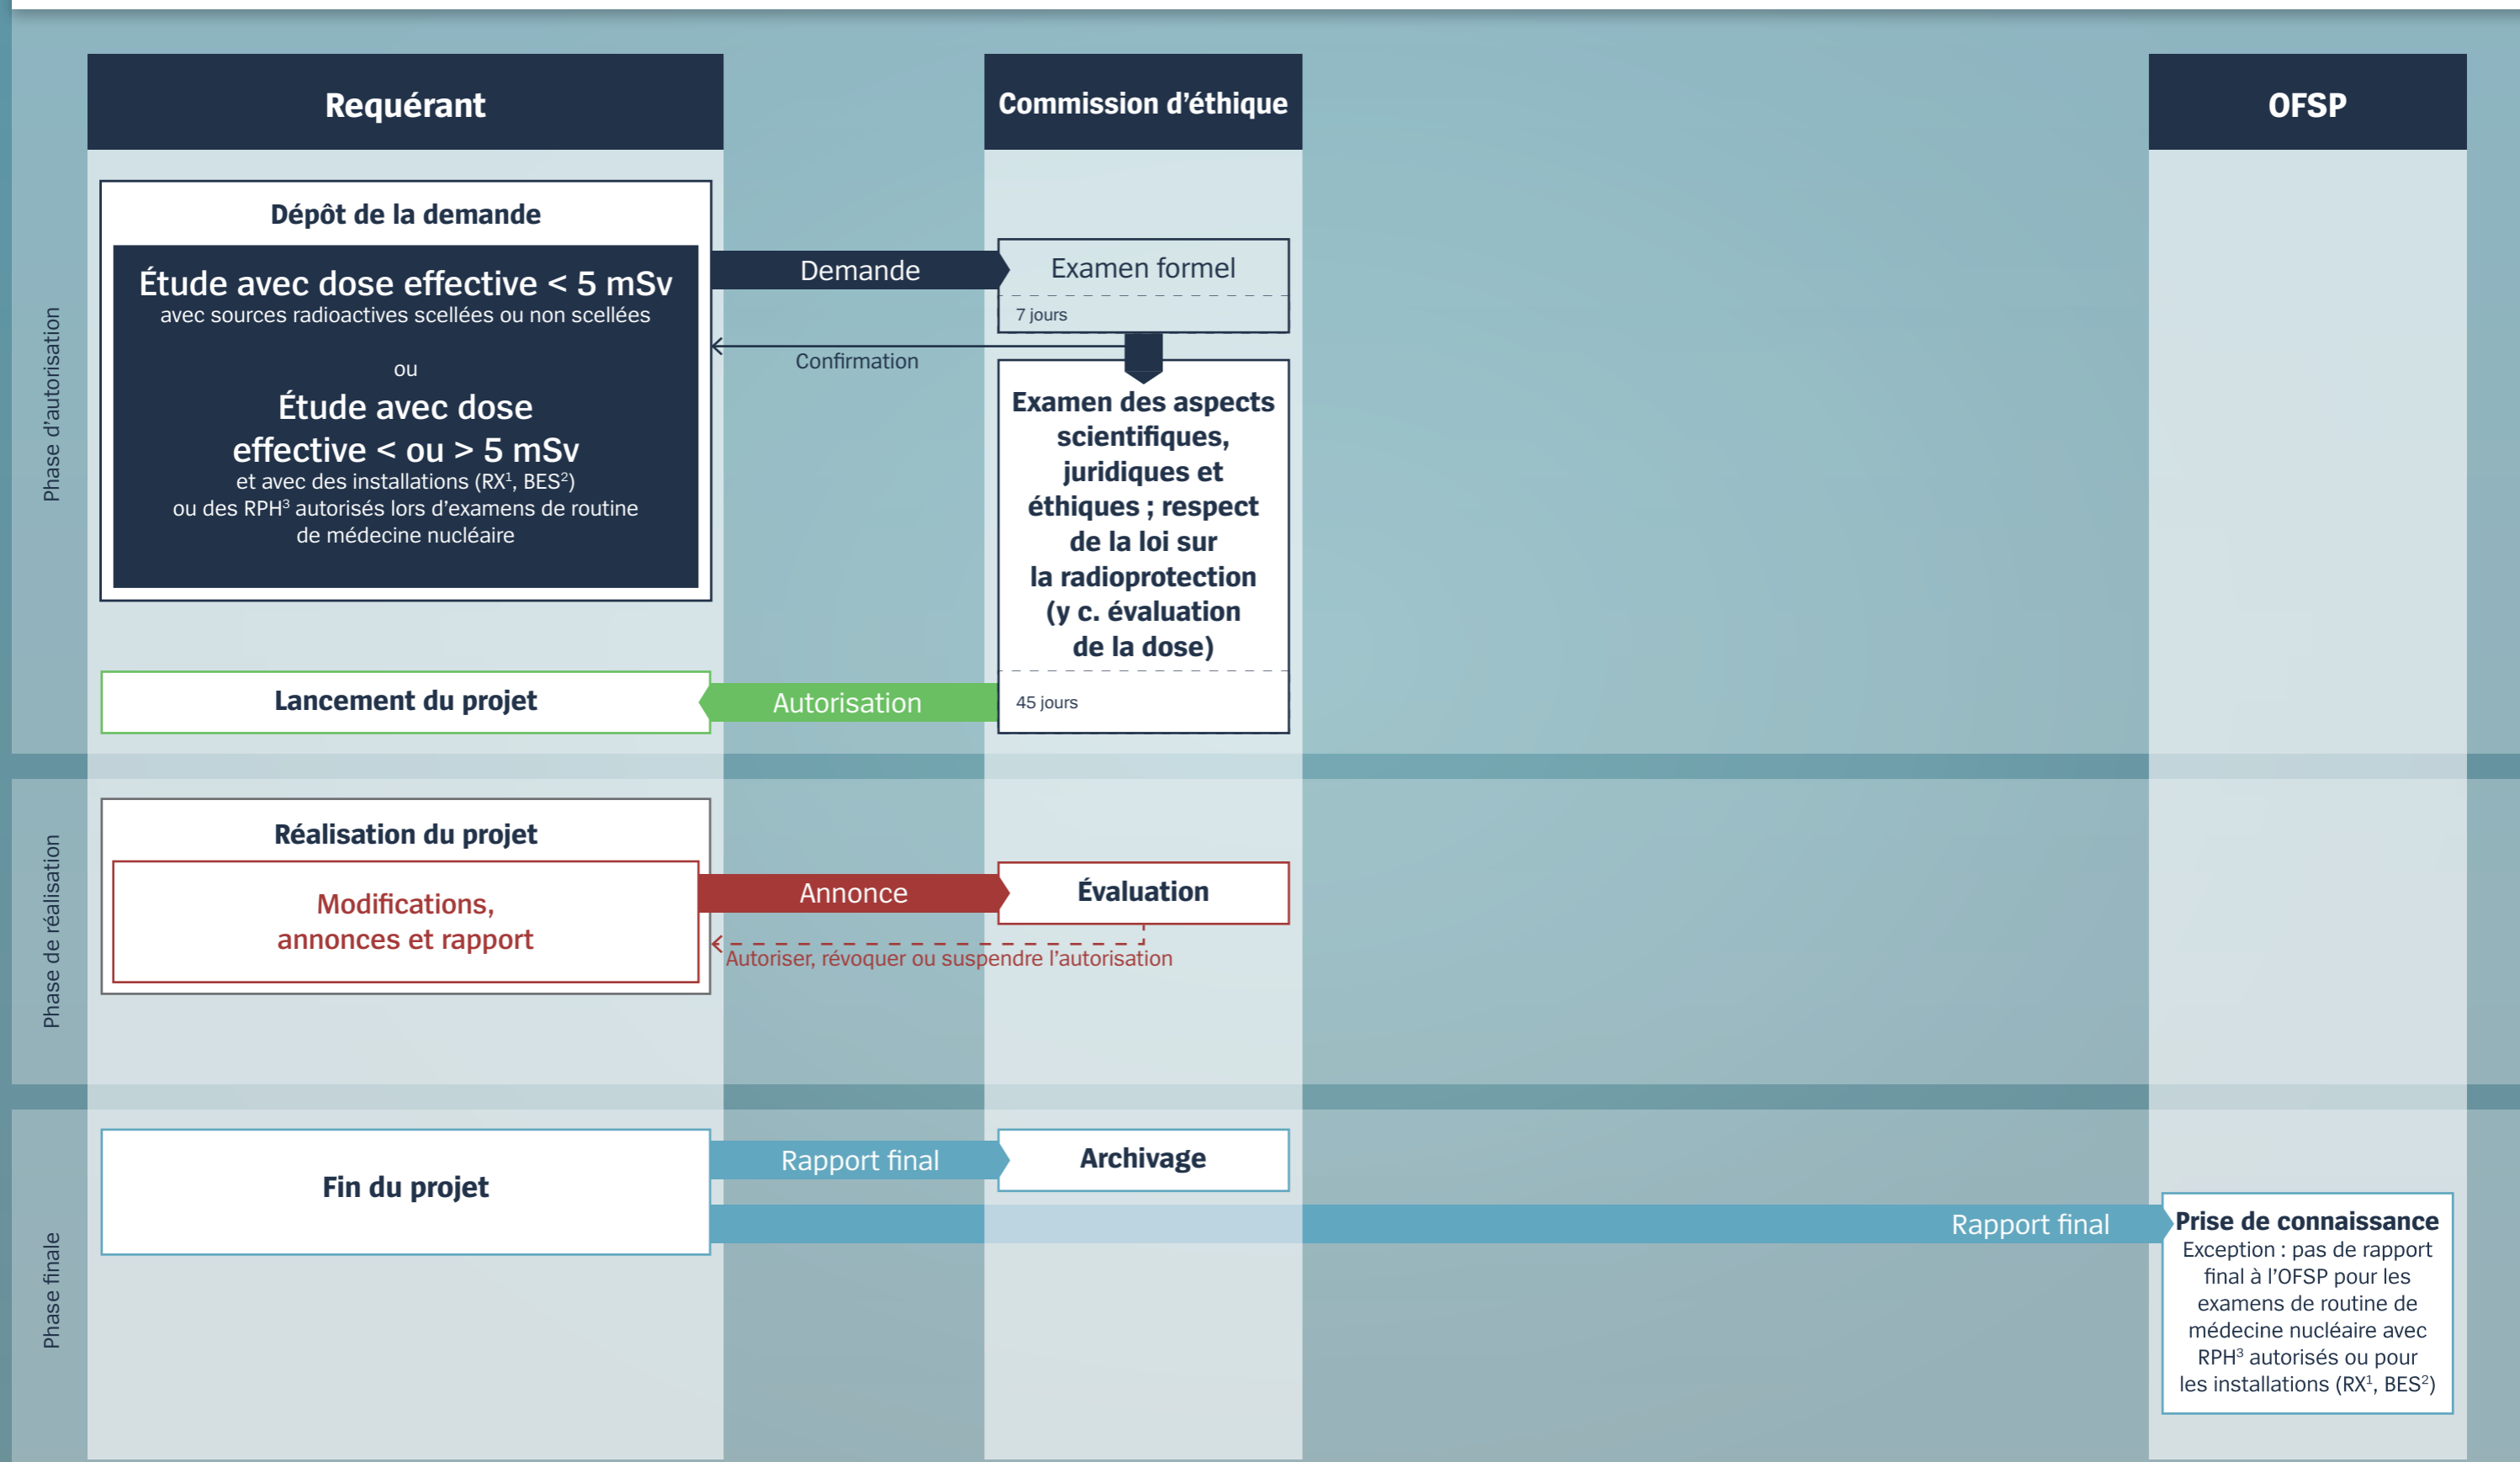 Requérant
Commission d'éthique
OFSP
Phase d'autorisation
Dépôt de la demande
Étude avec dose effective < 5 mSv
avec sources radioactives scellées ou non scellées
ou
Étude avec dose
effective < ou > 5 mSv
et avec des installations (RX¹, BES²)
ou des RPH³ autorisés lors d'examens de routine
de médecine nucléaire
Demande
Examen formel
7 jours
Confirmation
Examen des aspects
scientifiques,
juridiques et
éthiques ; respect
de la loi sur
la radioprotection
(y c. évaluation
de la dose)
45 jours
Autorisation
Lancement du projet
Phase de réalisation
Réalisation du projet
Modifications,
annonces et rapport
Annonce
Évaluation
Autoriser, révoquer ou suspendre l'autorisation
Phase finale
Fin du projet
Rapport final
Archivage
Rapport final
Prise de connaissance
Exception : pas de rapport
final à l'OFSP pour les
examens de routine de
médecine nucléaire avec
RPH³ autorisés ou pour
les installations (RX¹, BES²)